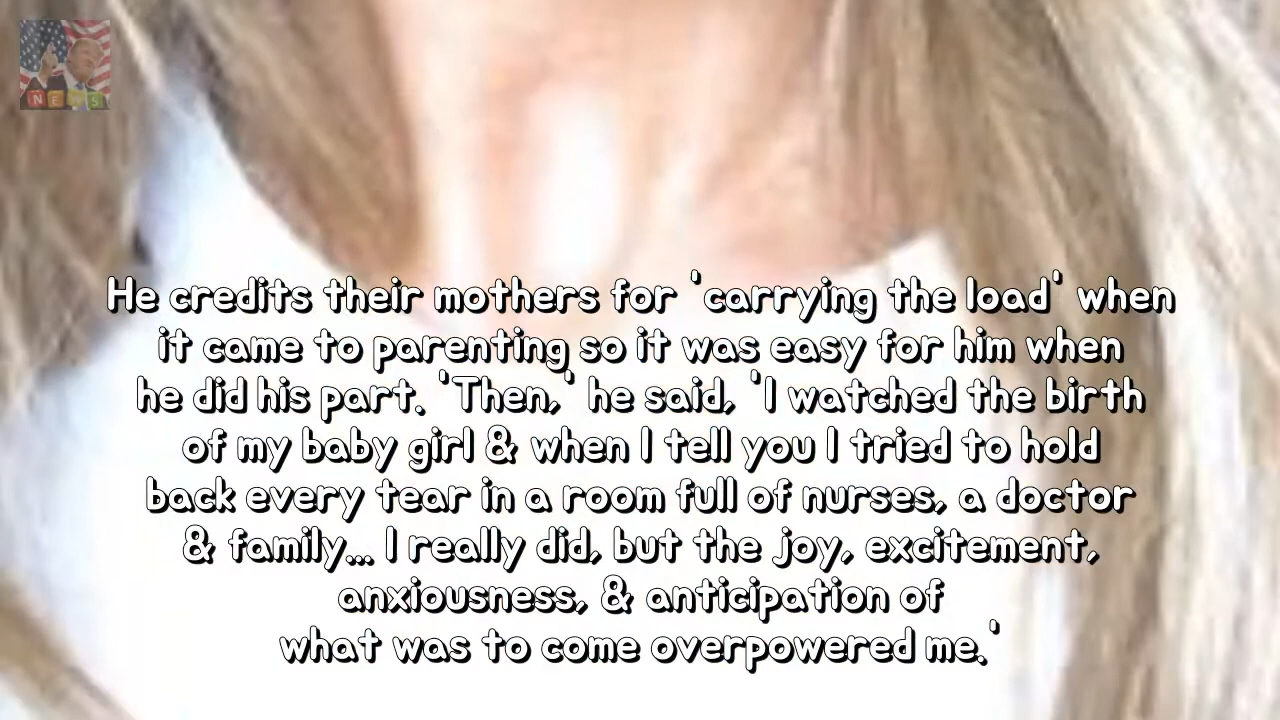 NEWS
He credits their mothers for 'carrying the load' when
it came to parenting so it was easy for him when
he did his part. 'Then,' he said, 'I watched the birth
of my baby girl & when I tell you I tried to hold
back every tear in a room full of nurses, a doctor
& family... I really did, but the joy, excitement,
anxiousness, & anticipation of
what was to come overpowered me.'